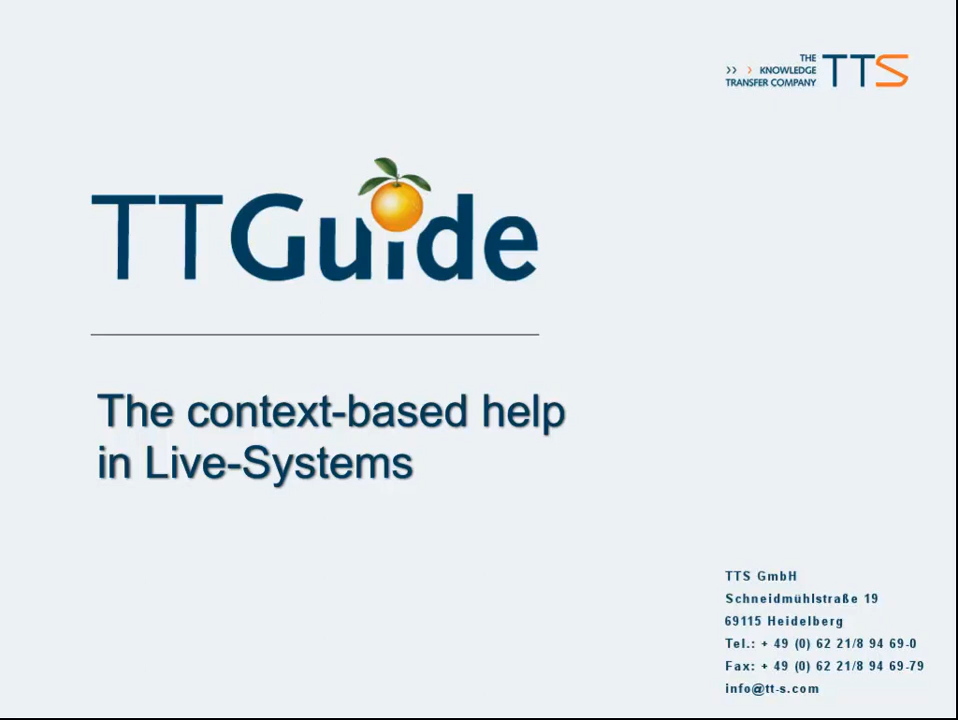 THE
>> > KNOWLEDGE
TRANSFER COMPANY
TTS
TTGuide
The context-based help
in Live-Systems
TTS GmbH
Schneidmühlstraße 19
69115 Heidelberg
Tel.: + 49 (0) 62 21/8 94 69-0
Fax: + 49 (0) 62 21/8 94 69-79
info@tt-s.com